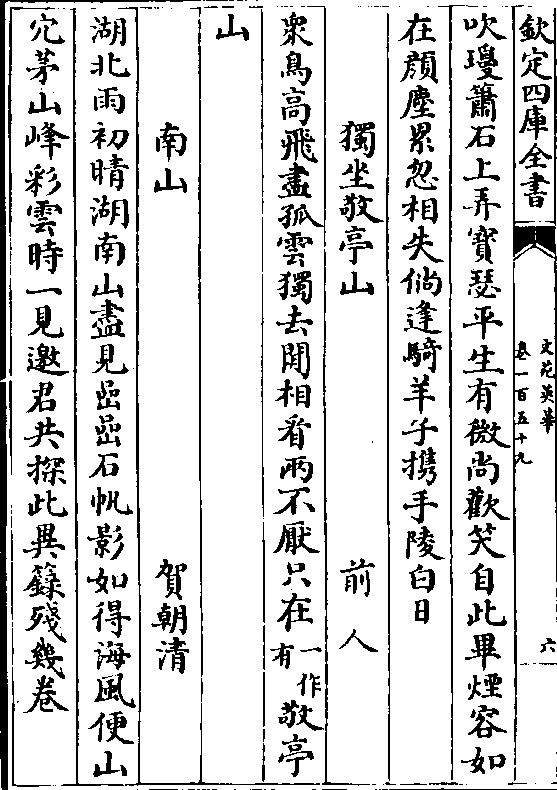 欽定四庫全書
文苑英華
卷一百五十九
六
吹瓊簫石上弄寳瑟平生有微尚歡笑自此畢煙容如
在顔塵累忽相失倘逢騎羊子攜手陵白日
獨坐敬亭山 前人
衆鳥高飛盡孤雲獨去閒相看兩不厭只在一作有敬亭
山
南山 賀朝清
湖北雨初晴湖南山盡見嵒嵒石帆影如得海風便山
穴茅山峰彩雲時一見邀君共探此異籙殘幾卷